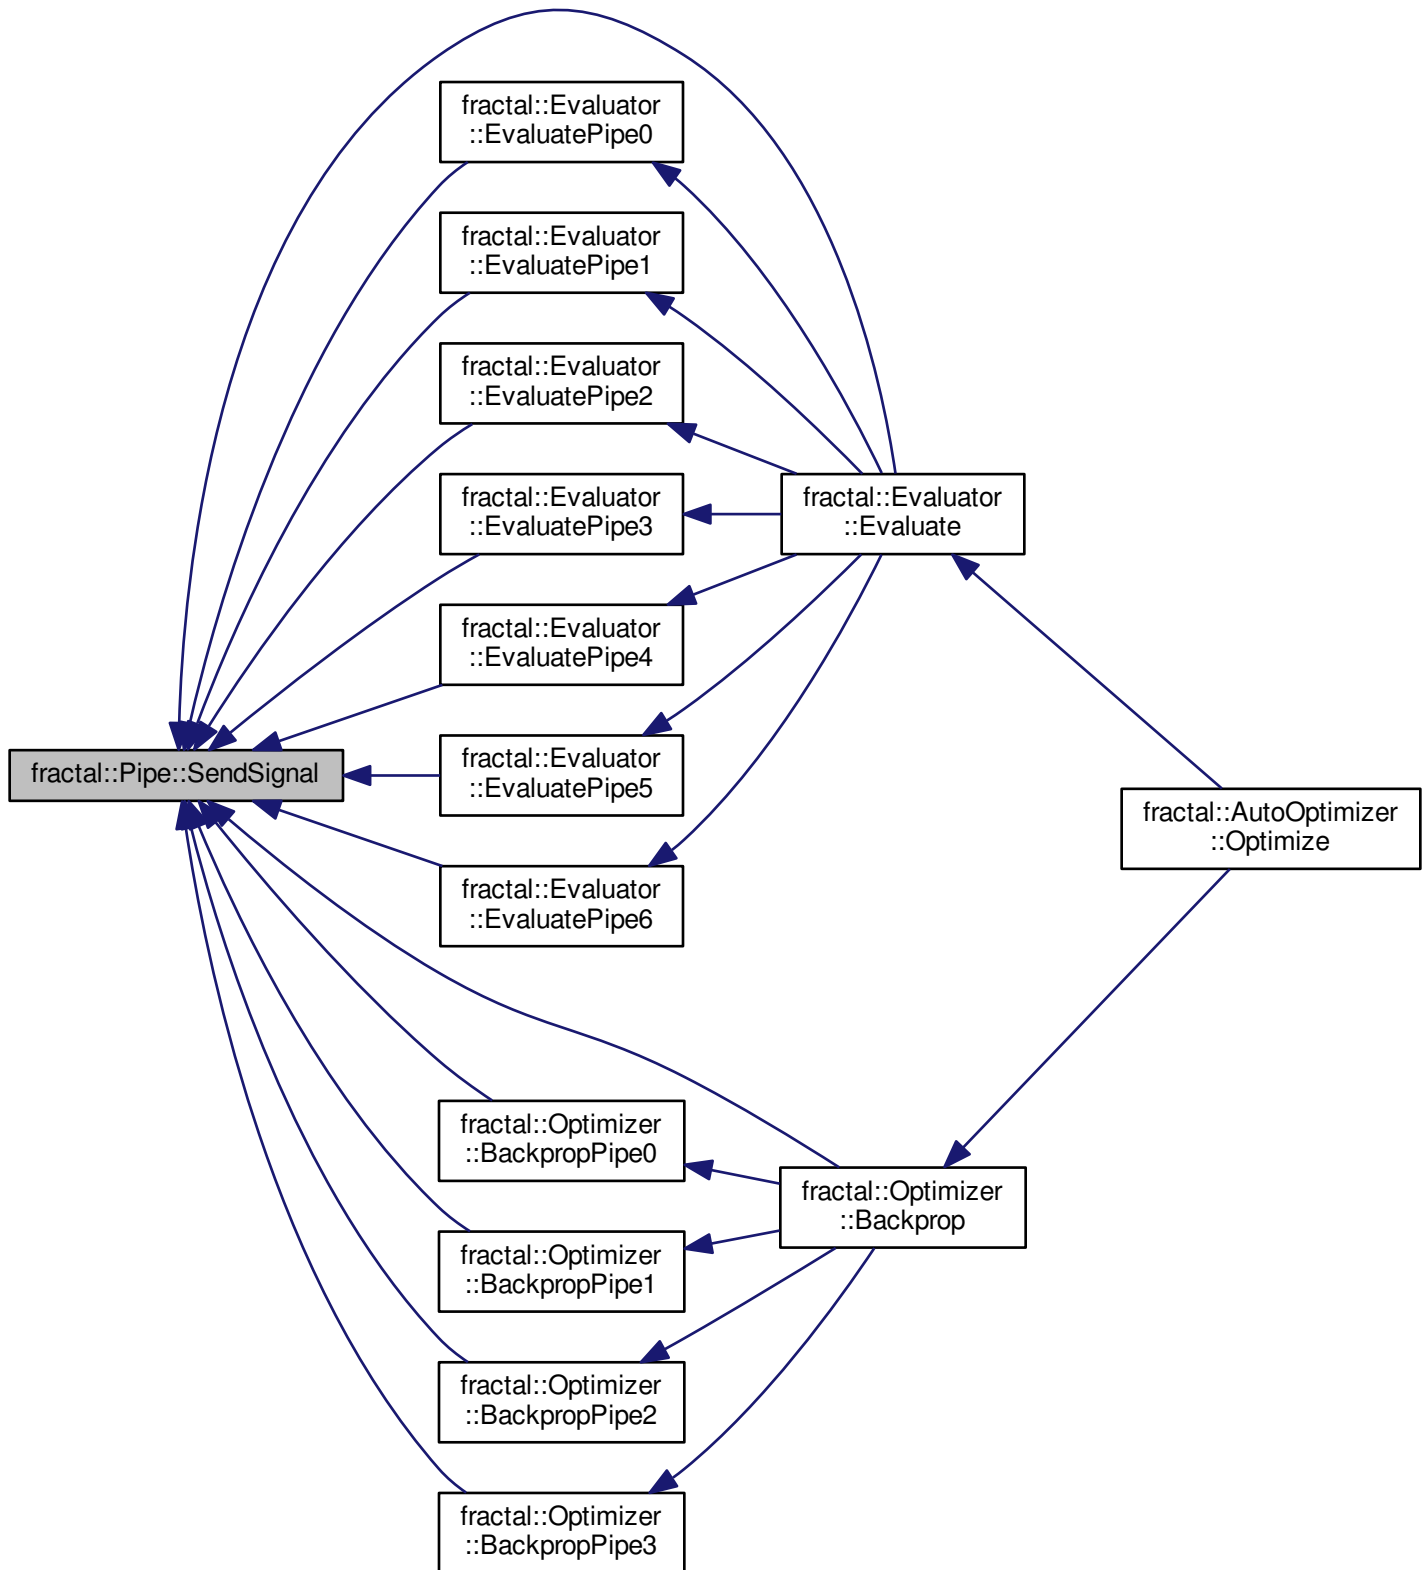 fractal::Evaluator
::EvaluatePipe0
fractal::Evaluator
::EvaluatePipe1
fractal::Evaluator
::EvaluatePipe2
fractal::Evaluator
::EvaluatePipe3
fractal::Evaluator
::Evaluate
fractal::Evaluator
::EvaluatePipe4
fractal::Pipe::SendSignal
fractal::Evaluator
::EvaluatePipe5
fractal::AutoOptimizer
::Optimize
fractal::Evaluator
::EvaluatePipe6
fractal::Optimizer
::BackpropPipe0
fractal::Optimizer
::Backprop
fractal::Optimizer
::BackpropPipe1
fractal::Optimizer
::BackpropPipe2
fractal::Optimizer
::BackpropPipe3